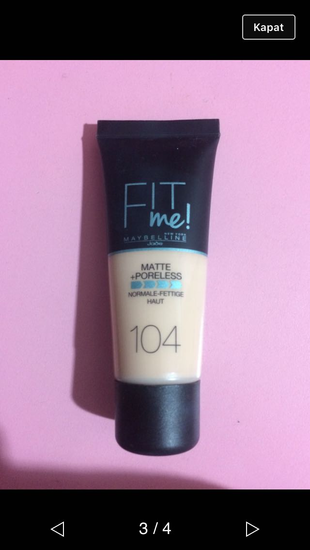 Kapat
FIT
me!
MAYBELLINE
MATTE
+PORELESS
NORMALE-FETTIGE
HAUT
104
3 / 4